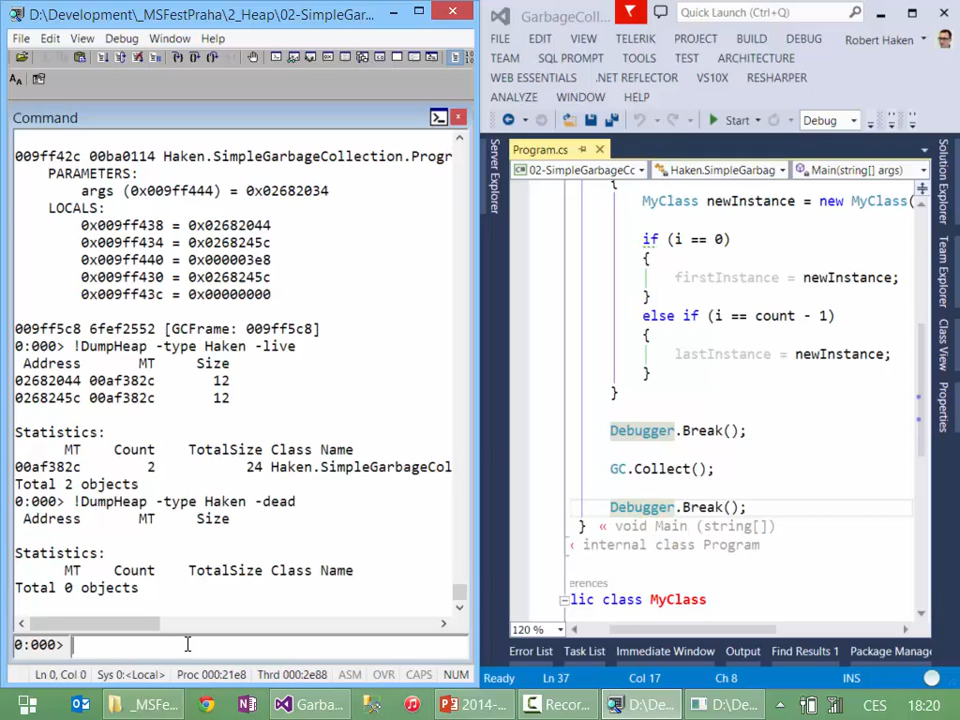 D:\Development\_MSFestPraha\2_Heap\02-SimpleGar...
File Edit View Debug Window Help
Command
009ff42c 00ba0114 Haken.SimpleGarbageCollection.Progr
PARAMETERS:
args (0x009ff444) = 0x02682034
LOCALS:
0x009ff438 = 0x02682044
0x009ff434 = 0x0268245c
0x009ff440 = 0x000003e8
0x009ff430 = 0x0268245c
0x009ff43c = 0x00000000
009ff5c8 6fef2552 [GCFrame: 009ff5c8]
0:000> !DumpHeap -type Haken -live
Address MT Size
02682044 00af382c 12
0268245c 00af382c 12
Statistics:
MT Count TotalSize Class Name
00af382c 2 24 Haken.SimpleGarbageCol
Total 2 objects
0:000> !DumpHeap -type Haken -dead
Address MT Size
Statistics:
MT Count TotalSize Class Name
Total 0 objects
0:000>
Ln 0, Col 0 Sys 0:<Local> Proc 000:21e8 Thrd 000:2e88 ASM OVR CAPS NUM
GarbageColl... Quick Launch (Ctrl+Q)
FILE EDIT VIEW TELERIK PROJECT BUILD DEBUG Robert Haken
TEAM SQL PROMPT TOOLS TEST ARCHITECTURE
WEB ESSENTIALS .NET REFLECTOR VS10X RESHARPER
ANALYZE WINDOW HELP
Start Debug
Program.cs
02-SimpleGarbageCc Haken.SimpleGarbag Main(string[] args)
{
MyClass newInstance = new MyClass(
if (i == 0)
{
firstInstance = newInstance;
}
else if (i == count - 1)
{
lastInstance = newInstance;
}
}
Debugger.Break();
GC.Collect();
Debugger.Break();
} « void Main (string[])
« internal class Program
erences
lic class MyClass
120 %
Server Explorer
Solution Explorer
Team Explorer
Class View
Properties
Error List Task List Immediate Window Output Find Results 1 Package Manag
Ready Ln 37 Col 17 Ch 8 INS
_MSFe... Garba... 2014-... Recor... D:\De... D:\De... CES 18:20